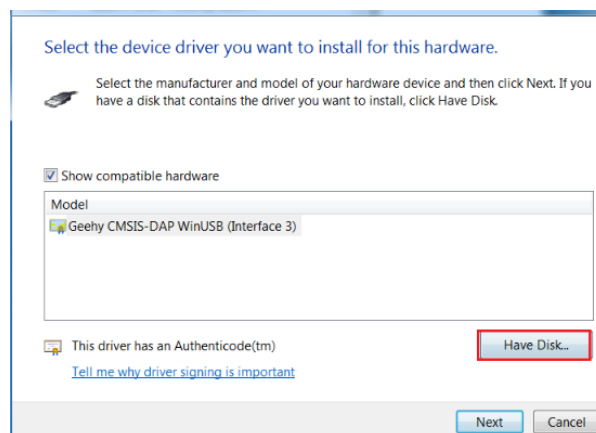 Select the device driver you want to install for this hardware.
Select the manufacturer and model of your hardware device and then click Next. If you
have a disk that contains the driver you want to install, click Have Disk.
Show compatible hardware
Model
Geehy CMSIS-DAP WinUSB (Interface 3)
This driver has an Authenticode(tm)
Have Disk...
Tell me why driver signing is important
Next
Cancel